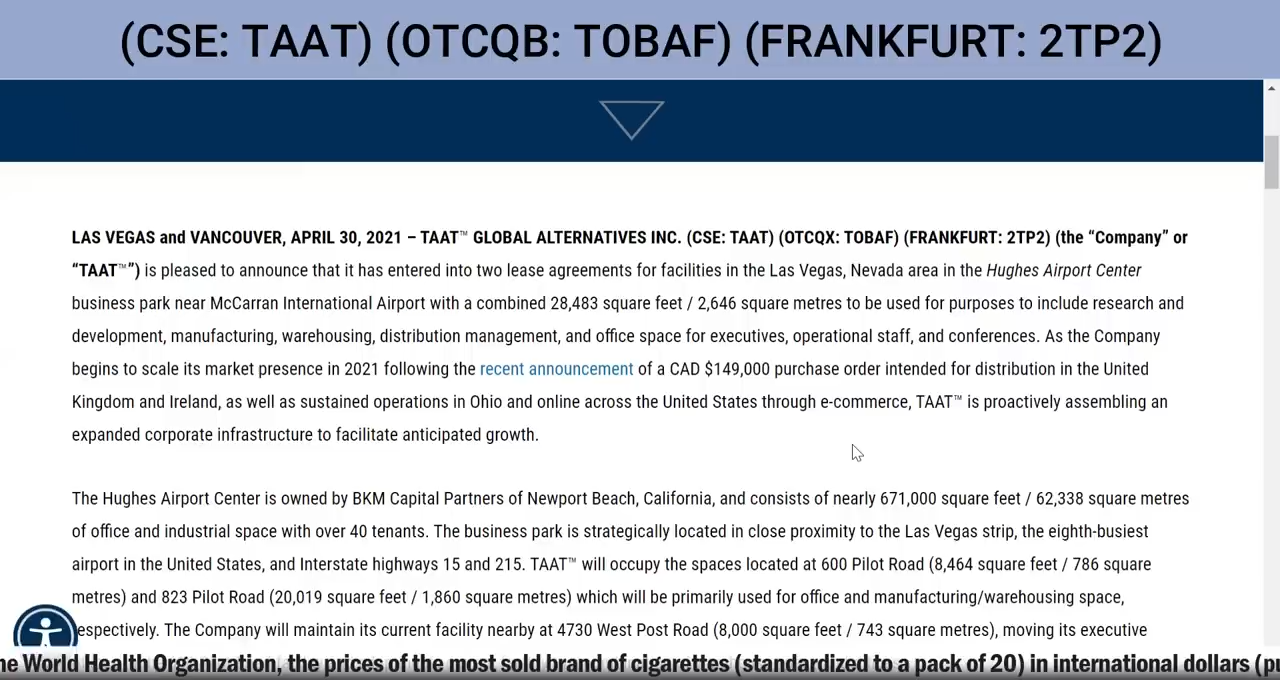 (CSE: TAAT) (OTCQB: TOBAF) (FRANKFURT: 2TP2)
LAS VEGAS and VANCOUVER, APRIL 30, 2021 – TAAT™ GLOBAL ALTERNATIVES INC. (CSE: TAAT) (OTCQX: TOBAF) (FRANKFURT: 2TP2) (the “Company” or
“TAAT™”) is pleased to announce that it has entered into two lease agreements for facilities in the Las Vegas, Nevada area in the Hughes Airport Center
business park near McCarran International Airport with a combined 28,483 square feet / 2,646 square metres to be used for purposes to include research and
development, manufacturing, warehousing, distribution management, and office space for executives, operational staff, and conferences. As the Company
begins to scale its market presence in 2021 following the recent announcement of a CAD $149,000 purchase order intended for distribution in the United
Kingdom and Ireland, as well as sustained operations in Ohio and online across the United States through e-commerce, TAAT™ is proactively assembling an
expanded corporate infrastructure to facilitate anticipated growth.
The Hughes Airport Center is owned by BKM Capital Partners of Newport Beach, California, and consists of nearly 671,000 square feet / 62,338 square metres
of office and industrial space with over 40 tenants. The business park is strategically located in close proximity to the Las Vegas strip, the eighth-busiest
airport in the United States, and Interstate highways 15 and 215. TAAT™ will occupy the spaces located at 600 Pilot Road (8,464 square feet / 786 square
metres) and 823 Pilot Road (20,019 square feet / 1,860 square metres) which will be primarily used for office and manufacturing/warehousing space,
espectively. The Company will maintain its current facility nearby at 4730 West Post Road (8,000 square feet / 743 square metres), moving its executive
he World Health Organization, the prices of the most sold brand of cigarettes (standardized to a pack of 20) in international dollars (pu